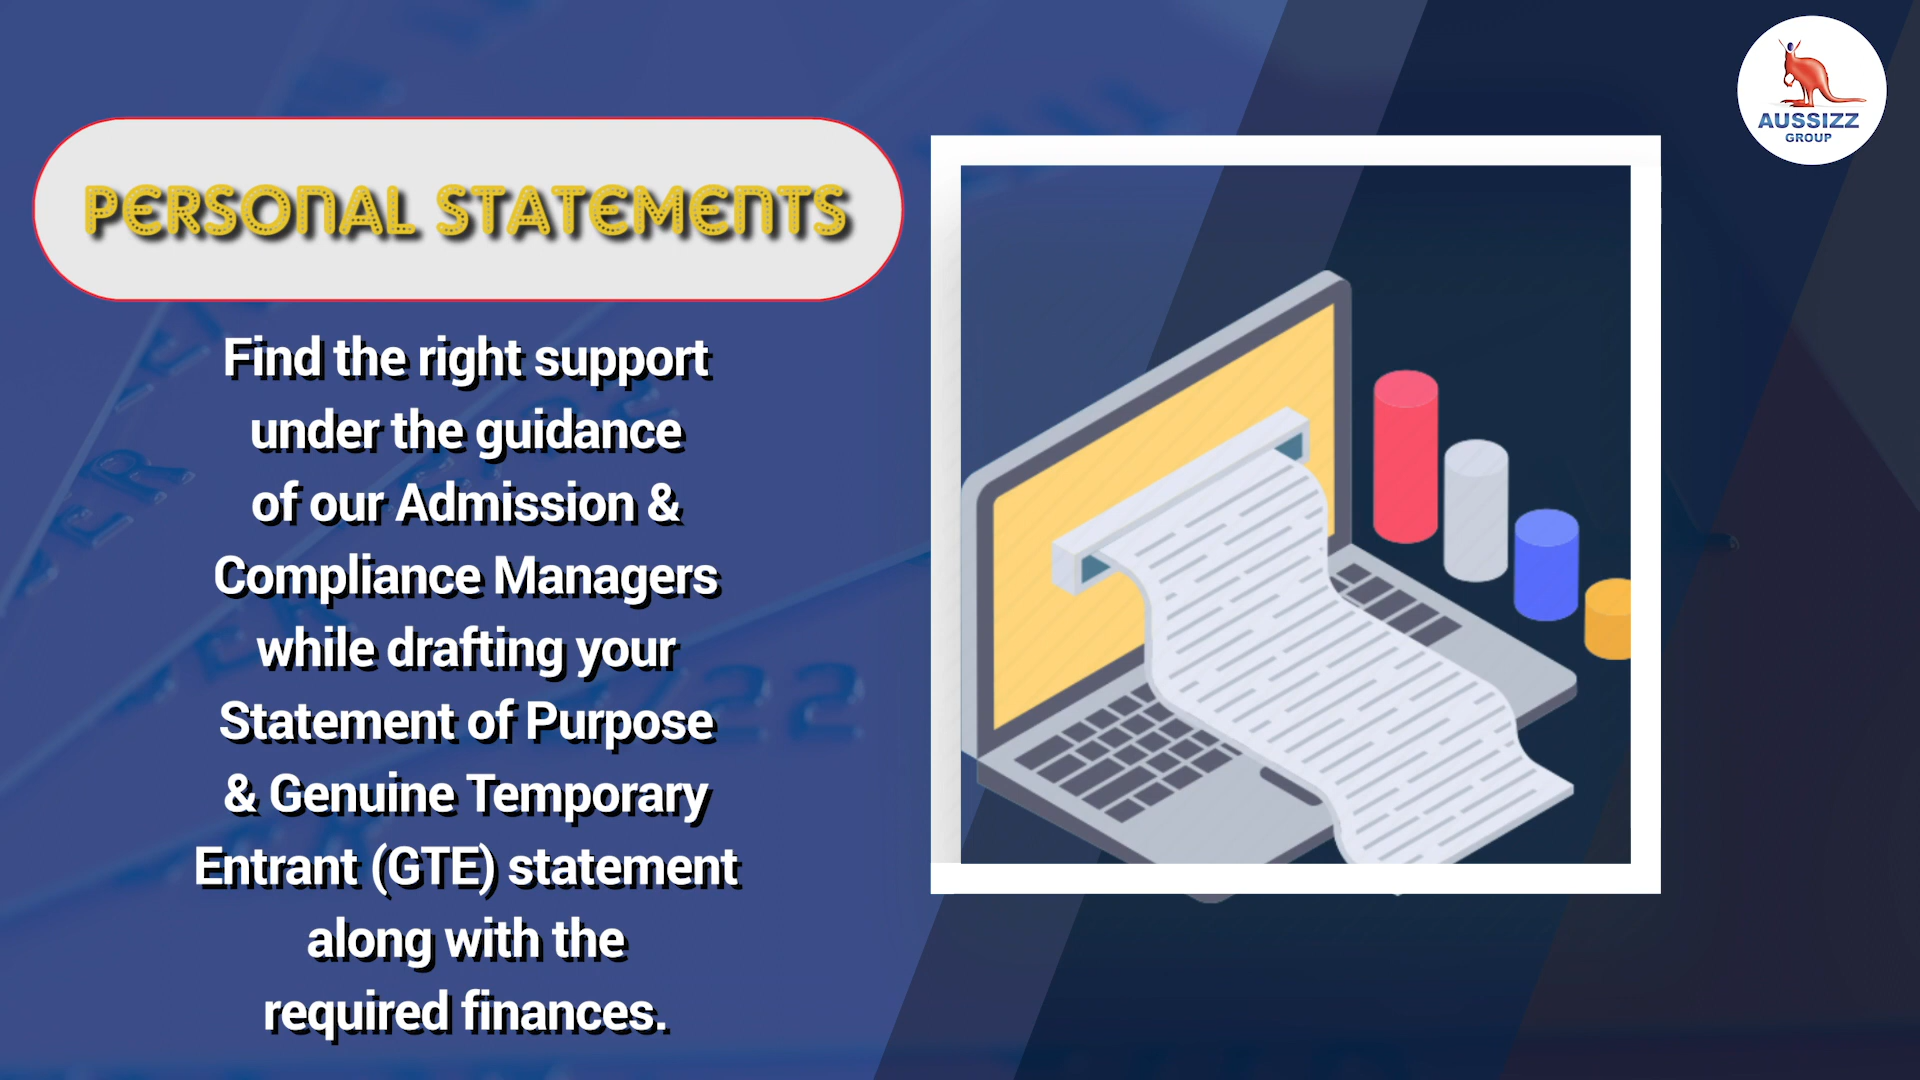 PERSONAL STATEMENTS
Find the right support
under the guidance
of our Admission &
Compliance Managers
while drafting your
Statement of Purpose
& Genuine Temporary
Entrant (GTE) statement
along with the
required finances.
AUSSIZZ
GROUP